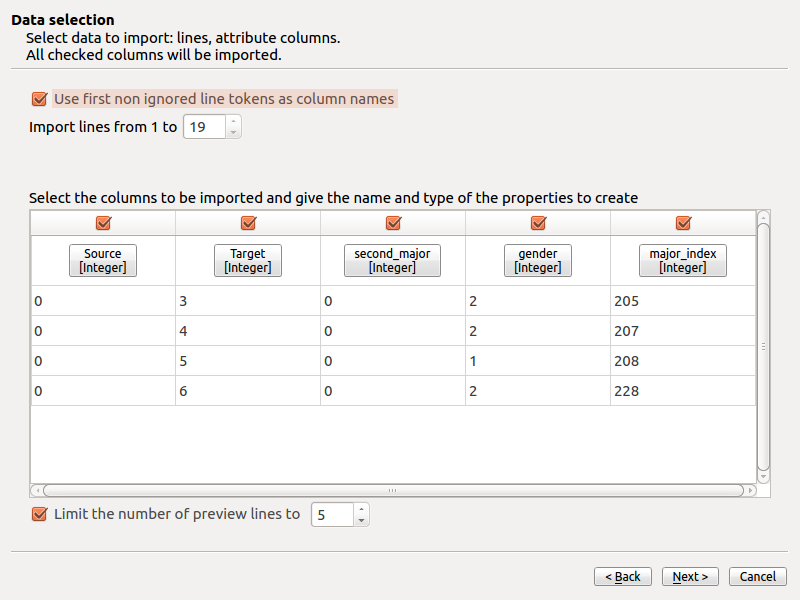 Data selection
Select data to import: lines, attribute columns.
All checked columns will be imported.
Use first non ignored line tokens as column names
Import lines from 1 to 19
Select the columns to be imported and give the name and type of the properties to create
Source Target second_major gender major_index
[Integer] [Integer] [Integer] [Integer] [Integer]
0 3 0 2 205
0 4 0 2 207
0 5 0 1 208
0 6 0 2 228
Limit the number of preview lines to 5
< Back Next > Cancel